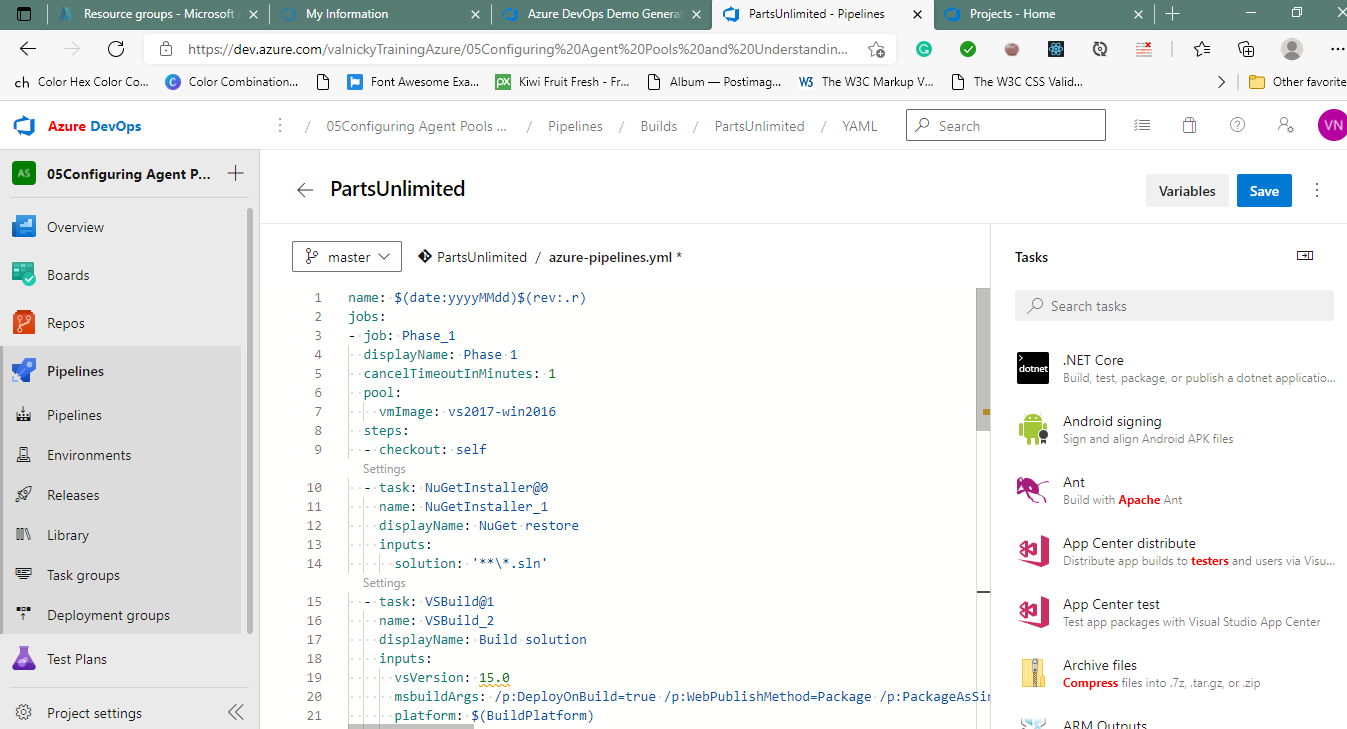 Resource groups - Microsoft
My Information
Azure DevOps Demo Genera
PartsUnlimited - Pipelines
Projects - Home
https://dev.azure.com/valnickyTrainingAzure/05Configuring%20Agent%20Pools%20and%20Understandin...
ch Color Hex Color Co...
C Color Combination...
Font Awesome Exa...
px Kiwi Fruit Fresh - Fr...
Album — Postimag...
W3 The W3C Markup V...
The W3C CSS Valid...
Other favorite
Azure DevOps
/ 05Configuring Agent Pools ... / Pipelines / Builds / PartsUnlimited / YAML
Search
VN
AS 05Configuring Agent P...
Overview
Boards
Repos
Pipelines
Pipelines
Environments
Releases
Library
Task groups
Deployment groups
Test Plans
Project settings
PartsUnlimited
Variables
Save
master
PartsUnlimited / azure-pipelines.yml *
1 name: $(date:yyyyMMdd)$(rev:.r)
2 jobs:
3 - job: Phase_1
4 displayName: Phase 1
5 cancelTimeoutInMinutes: 1
6 pool:
7 vmImage: vs2017-win2016
8 steps:
9 - checkout: self
Settings
10 - task: NuGetInstaller@0
11 name: NuGetInstaller_1
12 displayName: NuGet restore
13 inputs:
14 solution: '**\*.sln'
Settings
15 - task: VSBuild@1
16 name: VSBuild_2
17 displayName: Build solution
18 inputs:
19 vsVersion: 15.0
20 msbuildArgs: /p:DeployOnBuild=true /p:WebPublishMethod=Package /p:PackageAsSin
21 platform: $(BuildPlatform)
Tasks
Search tasks
dotnet
.NET Core
Build, test, package, or publish a dotnet applicatio...
Android signing
Sign and align Android APK files
Ant
Build with Apache Ant
App Center distribute
Distribute app builds to testers and users via Visu...
App Center test
Test app packages with Visual Studio App Center
Archive files
Compress files into .7z, .tar.gz, or .zip
ARM Outputs